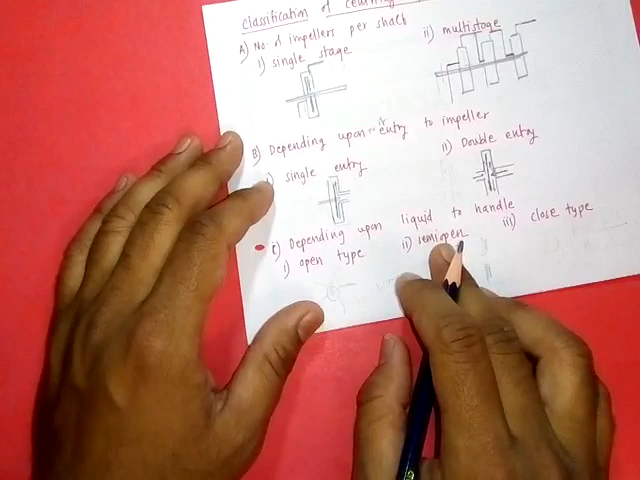 classification of
A) No. of impellers per shaft
i) single stage
ii) multistage
B) Depending upon entry to impeller
i) single entry
ii) Double entry
C) Depending upon liquid to handle
i) open type
ii) semiopen
iii) close type